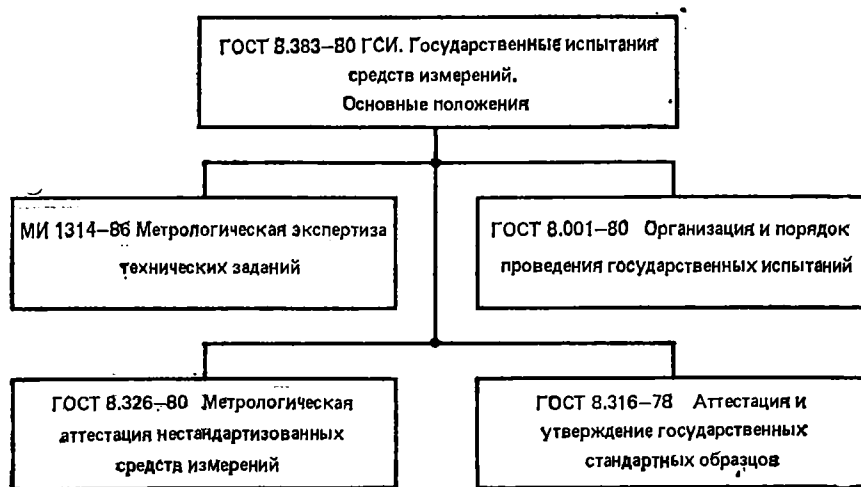 ГОСТ 8.383–80 ГСИ. Государственные испытания
средств измерений.
Основные положения
МИ 1314–86 Метрологическая экспертиза
технических заданий
ГОСТ 8.001–80 Организация и порядок
проведения государственных испытаний
ГОСТ 8.326–80 Метрологическая
аттестация нестандартизованных
средств измерений
ГОСТ 8.316–78 Аттестация и
утверждение государственных
стандартных образцов